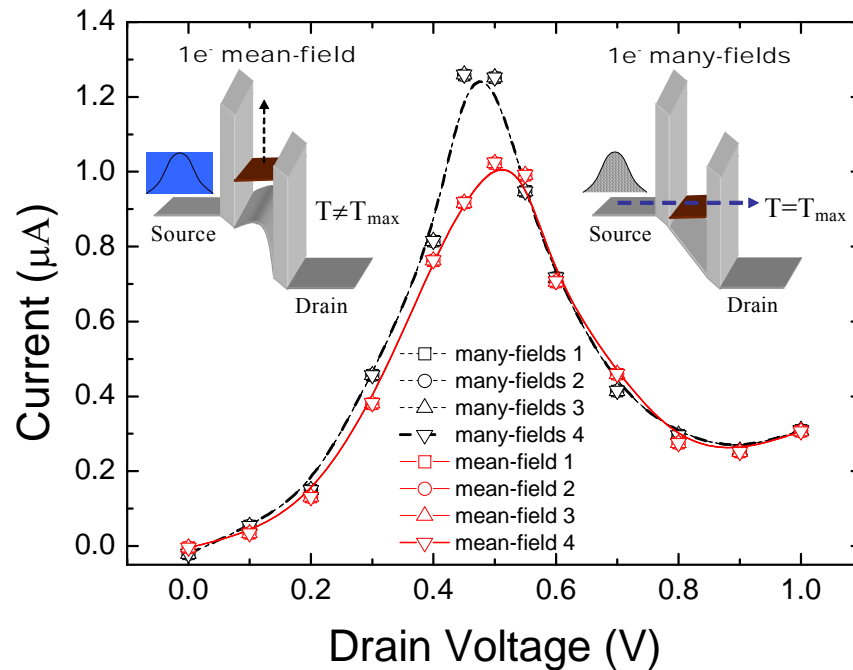 1.4
1.2
1.0
0.8
0.6
0.4
0.2
0.0
Current (μA)
1e⁻ mean-field
T≠Tmax
Source
Drain
1e⁻ many-fields
T=Tmax
Source
Drain
many-fields 1
many-fields 2
many-fields 3
many-fields 4
mean-field 1
mean-field 2
mean-field 3
mean-field 4
0.0 0.2 0.4 0.6 0.8 1.0
Drain Voltage (V)